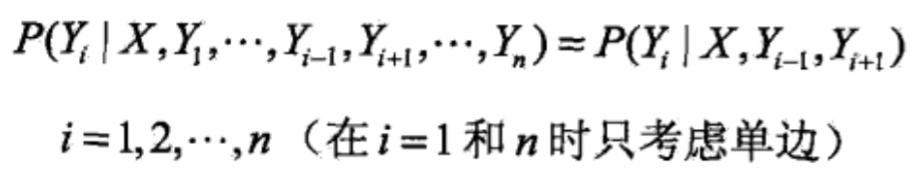 P(Y_i | X, Y_1, ⋯, Y_{i−1}, Y_{i+1}, ⋯, Y_n) = P(Y_i | X, Y_{i−1}, Y_{i+1})
i = 1, 2, ⋯, n （在 i = 1 和 n 时只考虑单边）